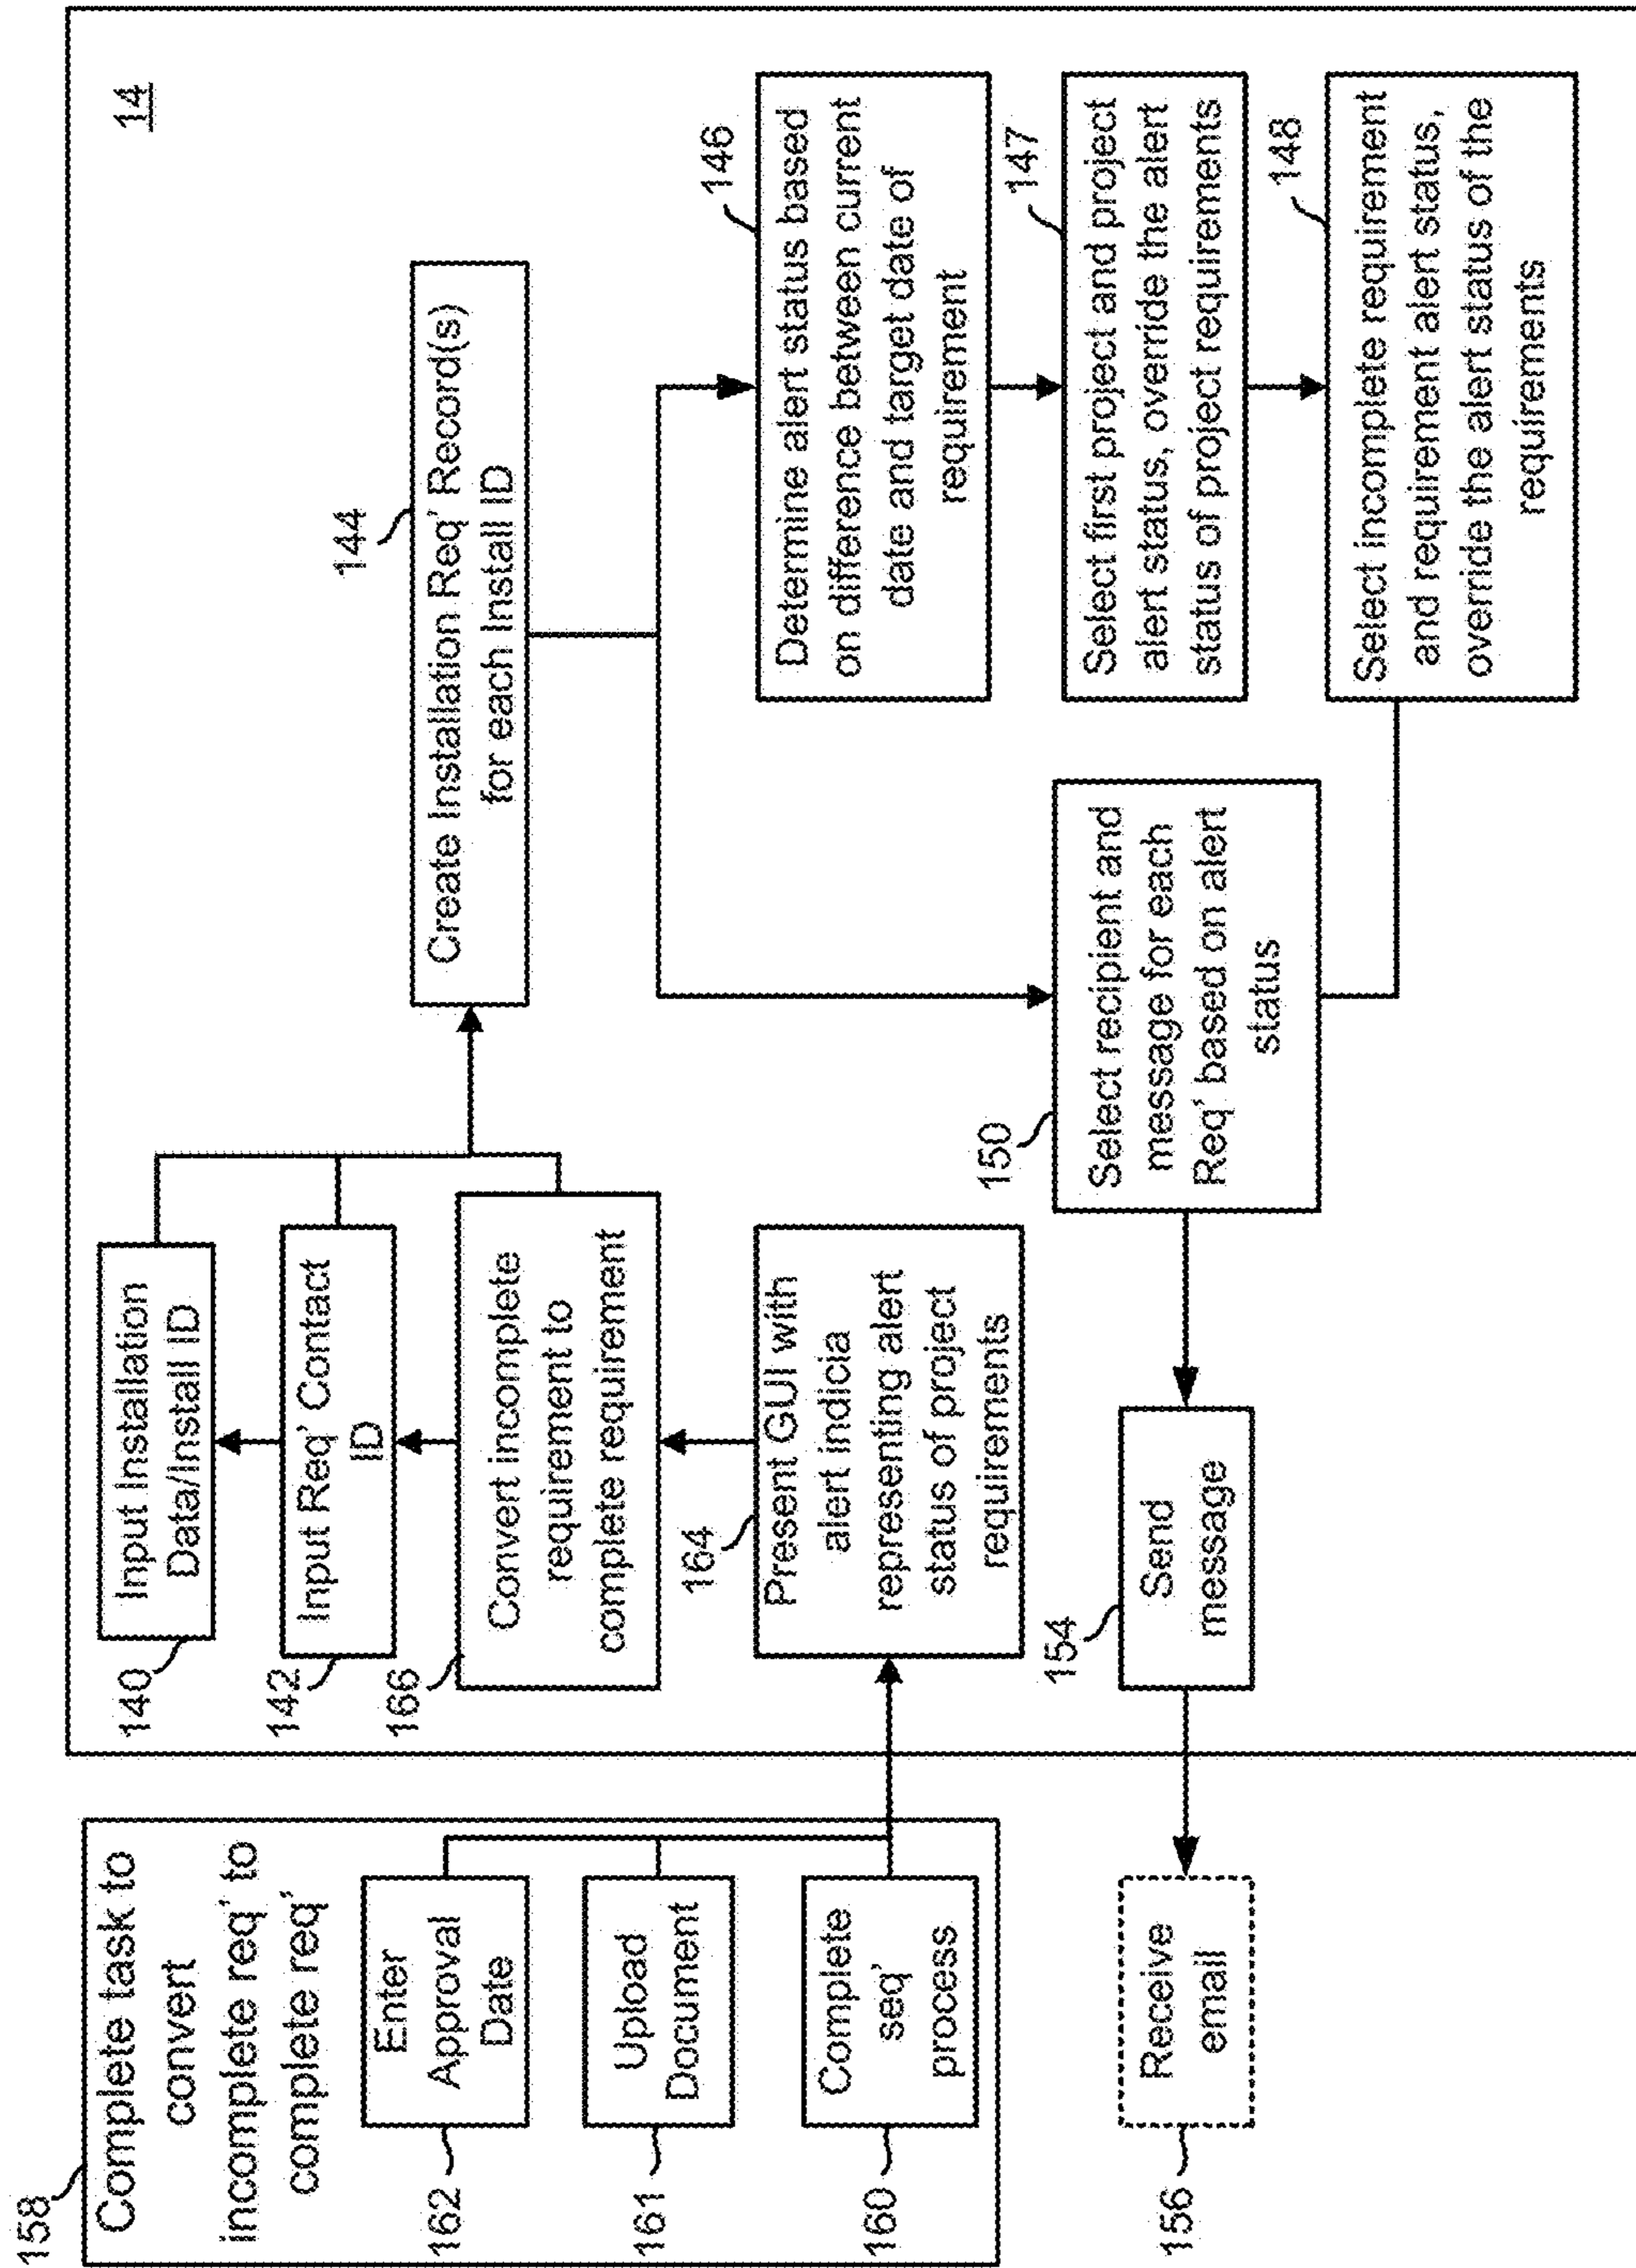 158
Complete task to
convert
incomplete req' to
complete req'
162
Enter
Approval
Date
161
Upload
Document
160
Complete
seq'
process
156
Receive
email
14
140
Input Installation
Data/Install ID
142
Input Req' Contact
ID
166
Convert incomplete
requirement to
complete requirement
164
Present GUI with
alert indicia
representing alert
status of project
requirements
154
Send
message
144
Create Installation Req' Record(s)
for each Install ID
150
Select recipient and
message for each
Req' based on alert
status
146
Determine alert status based
on difference between current
date and target date of
requirement
147
Select first project and project
alert status, override the alert
status of project requirements
148
Select incomplete requirement
and requirement alert status,
override the alert status of the
requirements